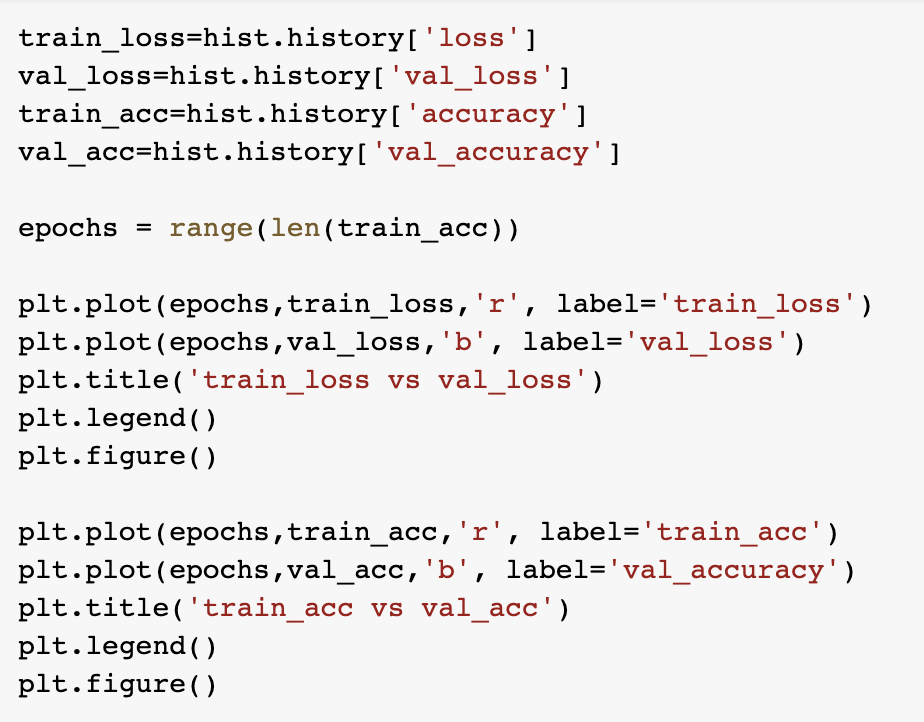 train_loss=hist.history['loss']
val_loss=hist.history['val_loss']
train_acc=hist.history['accuracy']
val_acc=hist.history['val_accuracy']
epochs = range(len(train_acc))
plt.plot(epochs,train_loss,'r', label='train_loss')
plt.plot(epochs,val_loss,'b', label='val_loss')
plt.title('train_loss vs val_loss')
plt.legend()
plt.figure()
plt.plot(epochs,train_acc,'r', label='train_acc')
plt.plot(epochs,val_acc,'b', label='val_accuracy')
plt.title('train_acc vs val_acc')
plt.legend()
plt.figure()